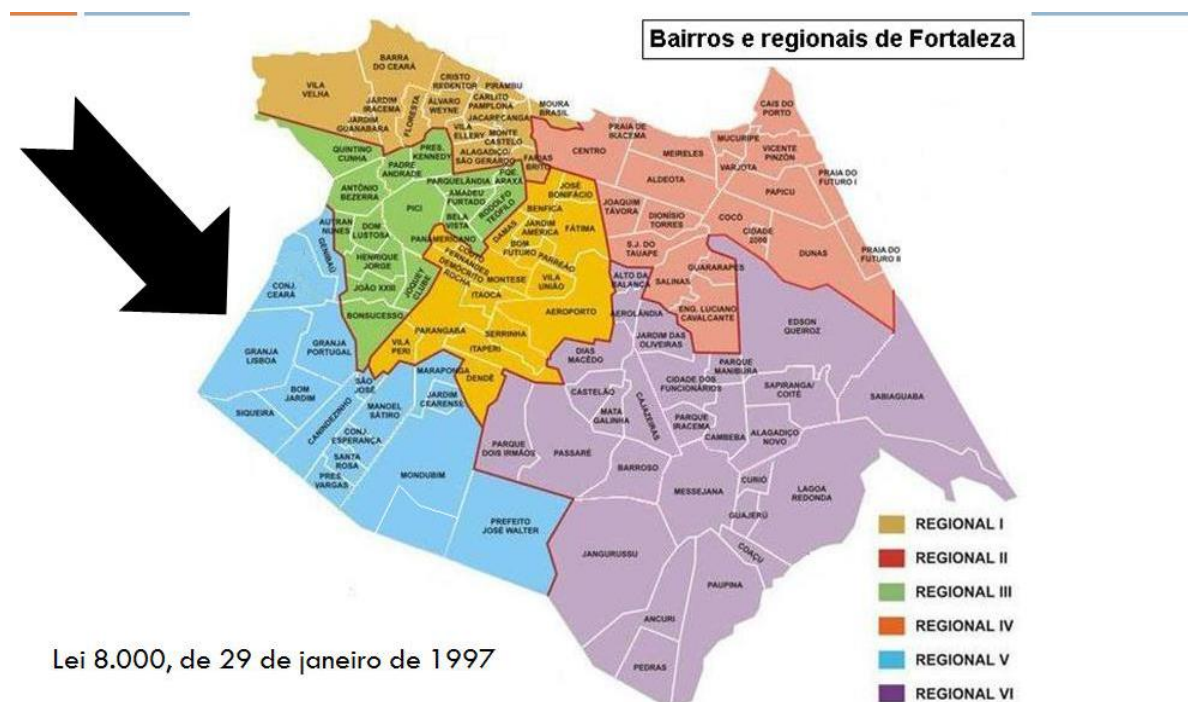 Bairros e regionais de Fortaleza
VILA
VELHA
BARRA
DO CEARÁ
CRISTO
REDENTOR
PIRAMBU
JARDIM
IRACEMA
JARDIM
GUANABARA
FLORESTA
ÁLVARO
WEYNE
CARLITO
PAMPLONA
JACARECANGA
VILA
ELLERY
MONTE
CASTELO
ALAGADIÇO/
SÃO GERARDO
FARIAS
BRITO
MOURA
BRASIL
CENTRO
PRAIA DE
IRACEMA
MEIRELES
ALDEOTA
MUCURIPE
VARJOTA
CAIS DO
PORTO
VICENTE
PINZÓN
PAPICU
PRAIA DO
FUTURO I
JOAQUIM
TÁVORA
DIONÍSIO
TORRES
COCÓ
CIDADE
2000
DUNAS
PRAIA DO
FUTURO II
S.J. DO
TAUAPE
SALINAS
GUARARAPES
ENG. LUCIANO
CAVALCANTE
QUINTINO
CUNHA
PADRE
ANDRADE
PRES.
KENNEDY
PARQUELÂNDIA
PQE.
ARAXÁ
ANTÔNIO
BEZERRA
PICI
AMADEU
FURTADO
RODOLFO
TEÓFILO
BELA
VISTA
AUTRAN
NUNES
DOM
LUSTOSA
PANAMERICANO
HENRIQUE
JORGE
JOÃO XXIII
JOQUEY
CLUBE
BONSUCESSO
JOSÉ
BONIFÁCIO
BENFICA
DAMAS
JARDIM
AMÉRICA
FÁTIMA
BOM
FUTURO
PARREÃO
COUTO
FERNANDES
DEMÓCRITO
ROCHA
MONTESE
VILA
UNIÃO
ITAOCA
AEROPORTO
PARANGABA
SERRINHA
VILA
PERI
ITAPERI
DENDÊ
GENIBAÚ
CONJ.
CEARÁ
GRANJA
LISBOA
GRANJA
PORTUGAL
BOM
JARDIM
SIQUEIRA
CANINDEZINHO
SÃO
JOSÉ
MANOEL
SÁTIRO
MARAPONGA
JARDIM
CEARENSE
CONJ.
ESPERANÇA
SANTA
ROSA
PRES.
VARGAS
MONDUBIM
PREFEITO
JOSÉ WALTER
ALTO DA
BALANÇA
AEROLÂNDIA
JARDIM DAS
OLIVEIRAS
EDSON
QUEIROZ
DIAS
MACÊDO
PARQUE
MANIBURA
CIDADE DOS
FUNCIONÁRIOS
SAPIRANGA/
COITÉ
SABIAGUABA
CASTELÃO
MATA
GALINHA
CAJAZEIRAS
PARQUE
IRACEMA
CAMBEBA
ALAGADIÇO
NOVO
PARQUE
DOIS IRMÃOS
PASSARÉ
BARROSO
MESSEJANA
CURIÓ
LAGOA
REDONDA
GUAJERÚ
COAÇU
JANGURUSSU
PAUPINA
ANCURI
PEDRAS
REGIONAL I
REGIONAL II
REGIONAL III
REGIONAL IV
REGIONAL V
REGIONAL VI
Lei 8.000, de 29 de janeiro de 1997